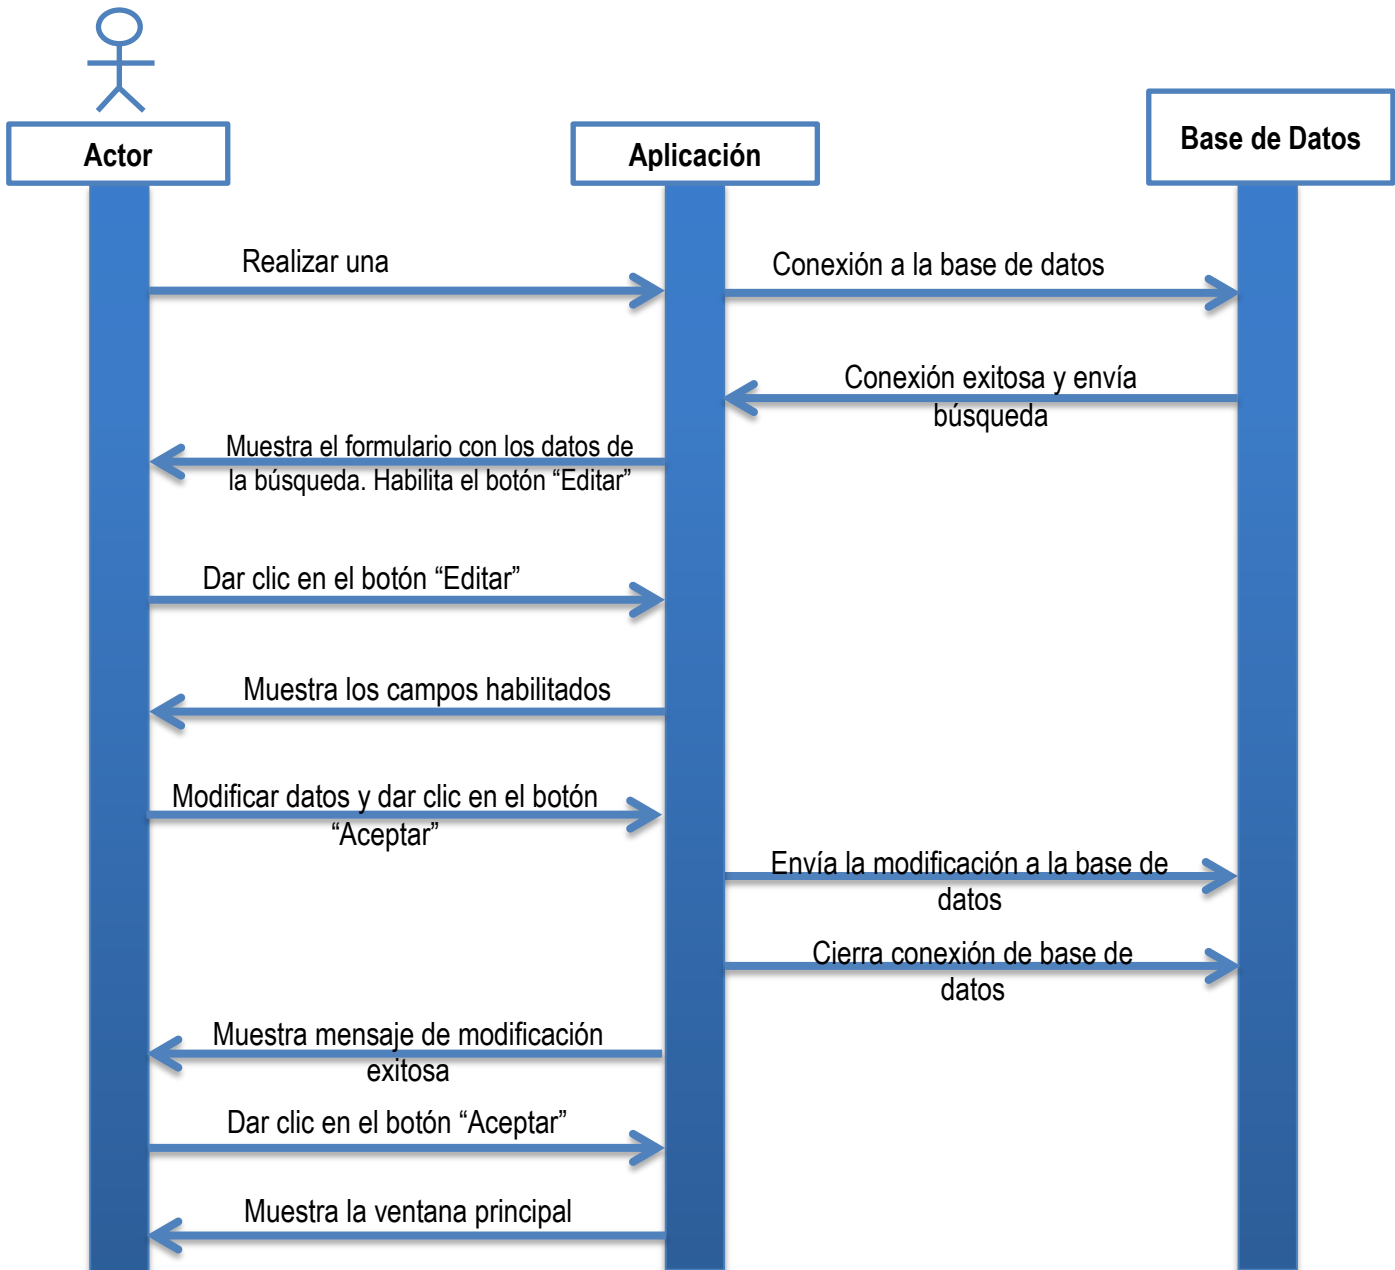 Actor
Aplicación
Base de Datos
Realizar una
Conexión a la base de datos
Conexión exitosa y envía
búsqueda
Muestra el formulario con los datos de
la búsqueda. Habilita el botón “Editar”
Dar clic en el botón “Editar”
Muestra los campos habilitados
Modificar datos y dar clic en el botón
“Aceptar”
Envía la modificación a la base de
datos
Cierra conexión de base de
datos
Muestra mensaje de modificación
exitosa
Dar clic en el botón “Aceptar”
Muestra la ventana principal